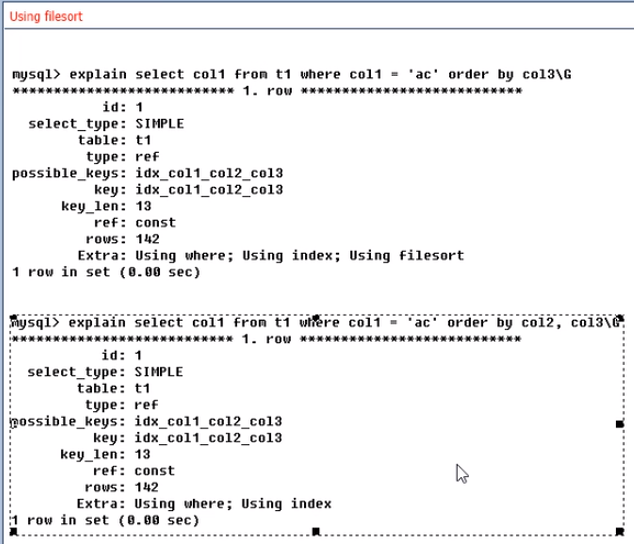 Using filesort
mysql> explain select col1 from t1 where col1 = 'ac' order by col3\G
*************************** 1. row ***************************
id: 1
select_type: SIMPLE
table: t1
type: ref
possible_keys: idx_col1_col2_col3
key: idx_col1_col2_col3
key_len: 13
ref: const
rows: 142
Extra: Using where; Using index; Using filesort
1 row in set (0.00 sec)
mysql> explain select col1 from t1 where col1 = 'ac' order by col2, col3\G
*************************** 1. row ***************************
id: 1
select_type: SIMPLE
table: t1
type: ref
possible_keys: idx_col1_col2_col3
key: idx_col1_col2_col3
key_len: 13
ref: const
rows: 142
Extra: Using where; Using index
1 row in set (0.00 sec)